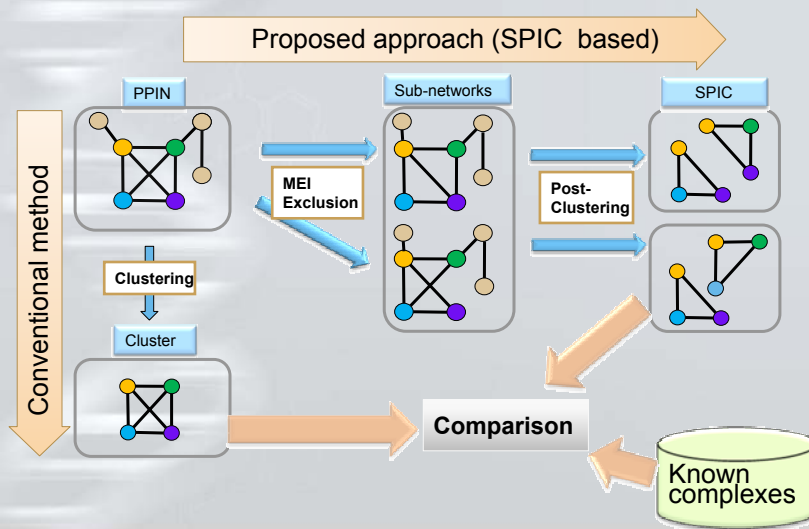 Proposed approach (SPIC based)
PPIN
Sub-networks
SPIC
MEI
Exclusion
Post-
Clustering
Conventional method
Clustering
Cluster
Comparison
Known
complexes